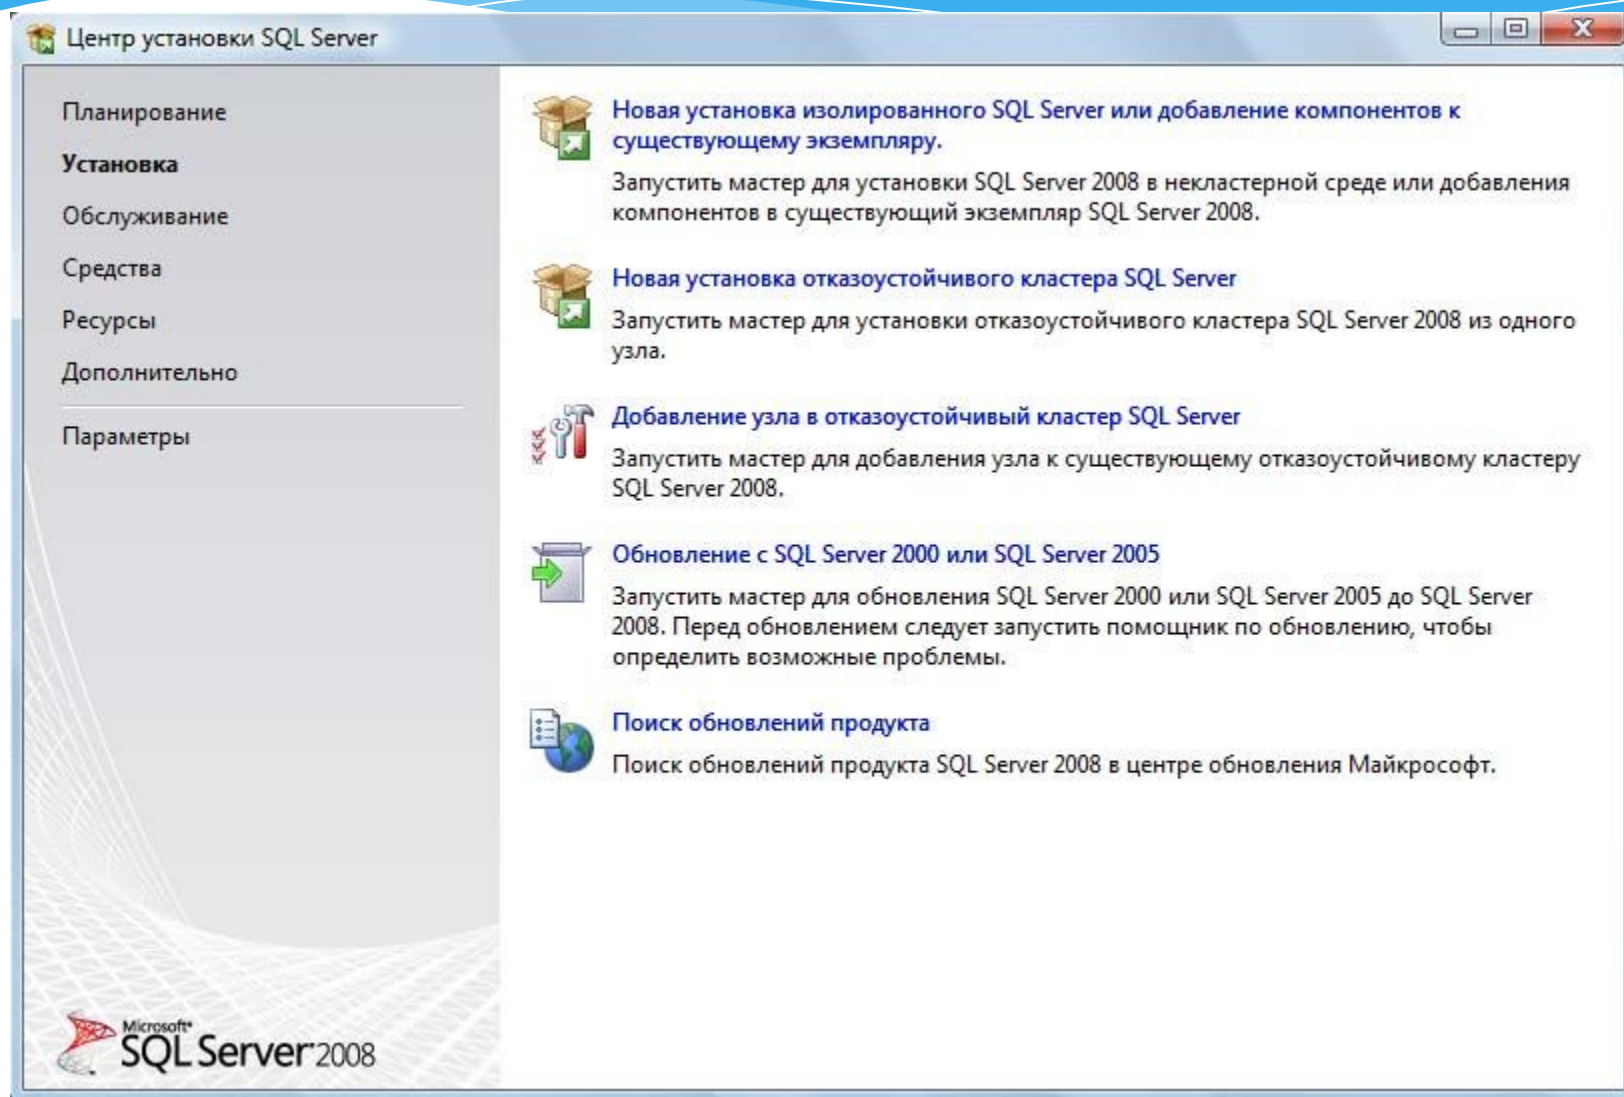 Центр установки SQL Server
Планирование
Установка
Обслуживание
Средства
Ресурсы
Дополнительно
Параметры
Новая установка изолированного SQL Server или добавление компонентов к
существующему экземпляру.
Запустить мастер для установки SQL Server 2008 в некластерной среде или добавления
компонентов в существующий экземпляр SQL Server 2008.
Новая установка отказоустойчивого кластера SQL Server
Запустить мастер для установки отказоустойчивого кластера SQL Server 2008 из одного
узла.
Добавление узла в отказоустойчивый кластер SQL Server
Запустить мастер для добавления узла к существующему отказоустойчивому кластеру
SQL Server 2008.
Обновление с SQL Server 2000 или SQL Server 2005
Запустить мастер для обновления SQL Server 2000 или SQL Server 2005 до SQL Server
2008. Перед обновлением следует запустить помощник по обновлению, чтобы
определить возможные проблемы.
Поиск обновлений продукта
Поиск обновлений продукта SQL Server 2008 в центре обновления Майкрософт.
Microsoft
SQL Server 2008